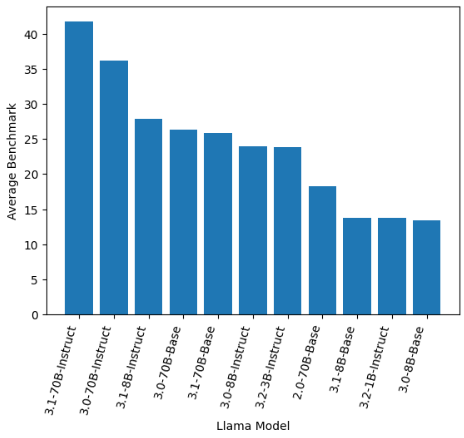 40
35
30
25
20
15
10
5
0
Average Benchmark
3.1-70B-Instruct
3.0-70B-Instruct
3.1-8B-Instruct
3.0-70B-Base
3.1-70B-Base
3.0-8B-Instruct
3.2-3B-Instruct
2.0-70B-Base
3.1-8B-Base
3.2-1B-Instruct
3.0-8B-Base
Llama Model